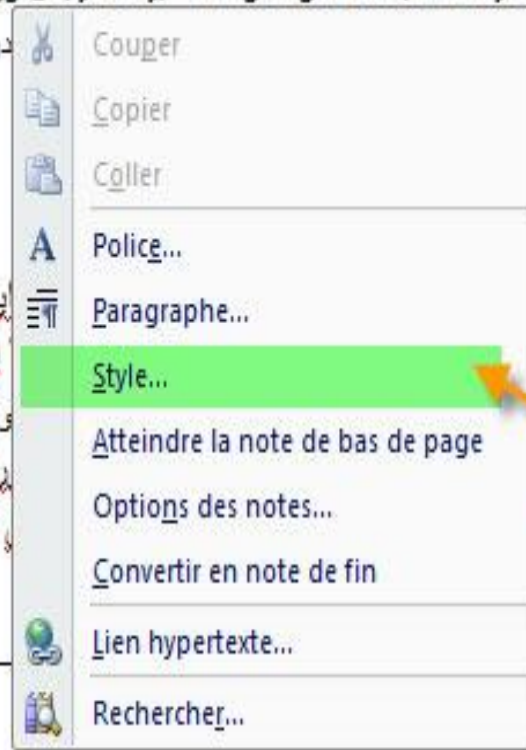 Couper
Copier
Coller
Police...
Paragraphe...
Style...
Atteindre la note de bas de page
Options des notes...
Convertir en note de fin
Lien hypertexte...
Rechercher...